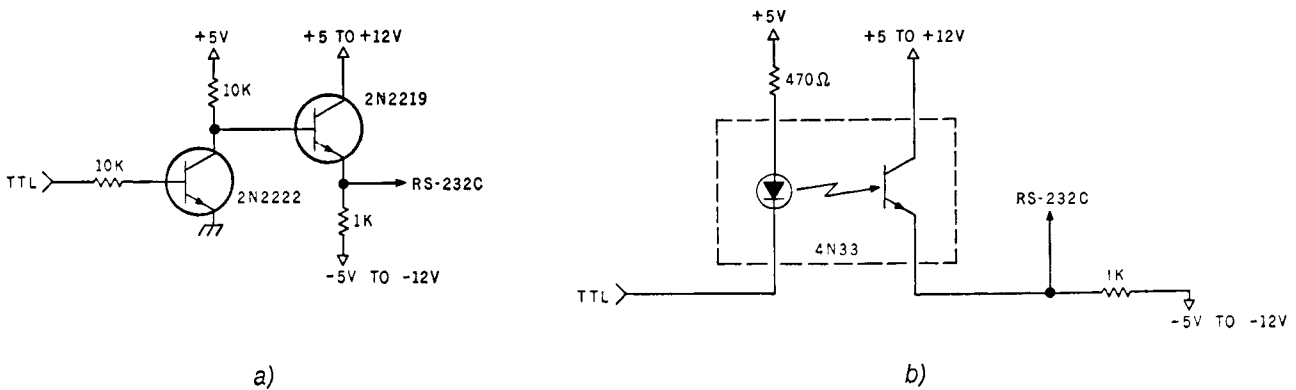 +5V
+5 TO +12V
10K
2N2219
10K
TTL
2N2222
RS-232C
1K
-5V TO -12V
a)
+5V
+5 TO +12V
470Ω
4N33
RS-232C
1K
TTL
-5V TO -12V
b)